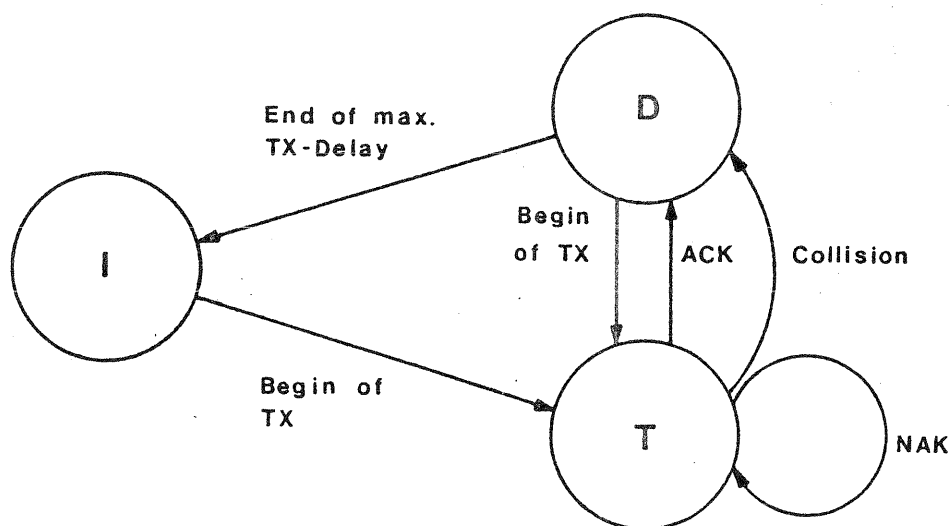 D
End of max.
TX-Delay
I
Begin
of TX
ACK
Collision
Begin of
TX
T
NAK